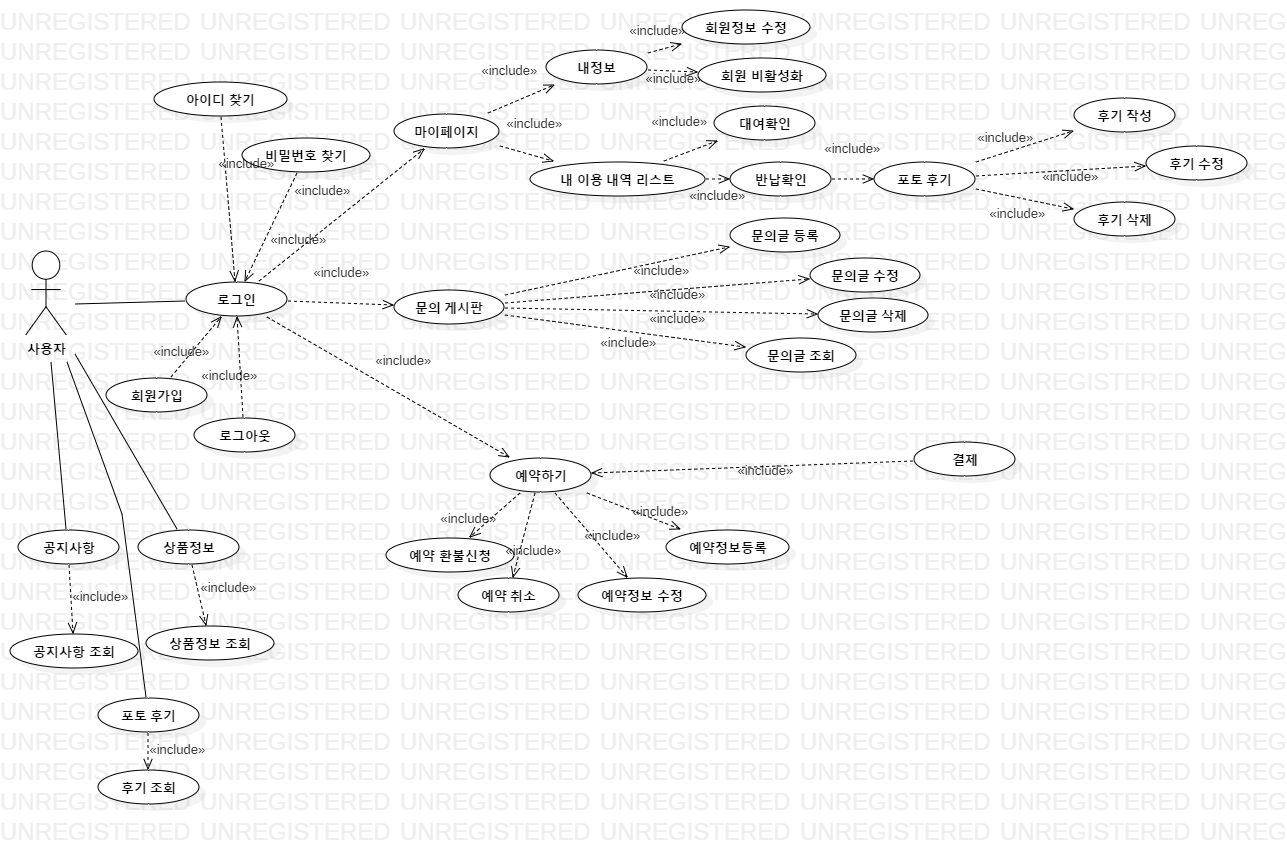 회원정보 수정
«include»
내정보
«include»
«include»
회원 비활성화
아이디 찾기
마이페이지
«include»
«include»
대여확인
후기 작성
«include»
«include»
비밀번호 찾기
«include»
«include»
내 이용 내역 리스트
반납확인
«include»
포토 후기
«include»
후기 수정
«include»
후기 삭제
«include»
«include»
문의글 등록
«include»
«include»
문의글 수정
«include»
로그인
문의 게시판
문의글 삭제
«include»
사용자
«include»
«include»
문의글 조회
«include»
«include»
회원가입
로그아웃
결제
«include»
예약하기
«include»
«include»
«include»
«include»
공지사항
상품정보
예약 환불신청
예약정보등록
«include»
«include»
예약 취소
예약정보 수정
공지사항 조회
상품정보 조회
포토 후기
«include»
후기 조회
UNREGISTERED